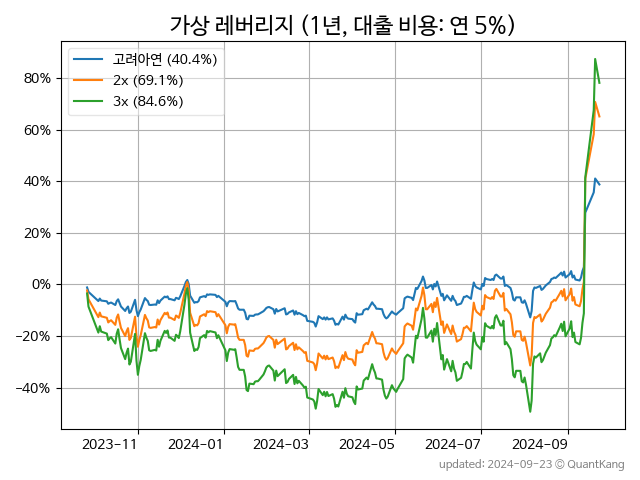 가상 레버리지 (1년, 대출 비용: 연 5%)
고려아연 (40.4%)
2x (69.1%)
3x (84.6%)
80%
60%
40%
20%
0%
−20%
−40%
2023-11
2024-01
2024-03
2024-05
2024-07
2024-09
updated: 2024-09-23 © QuantKang